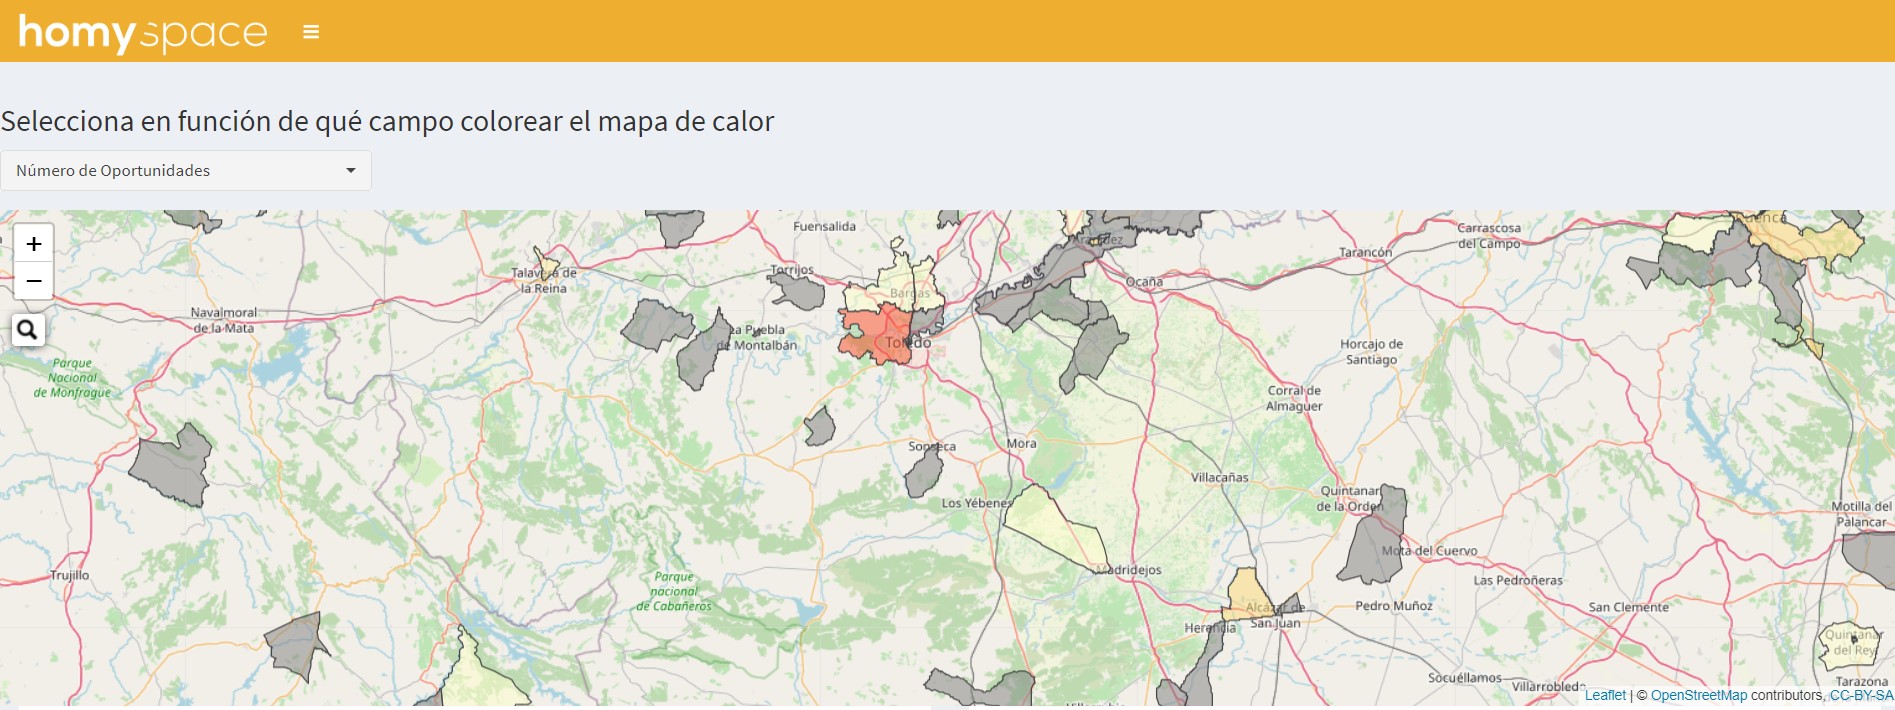 homyspace
Selecciona en función de qué campo colorear el mapa de calor
Número de Oportunidades
+
−
Fuensalida
Talavera de
la Reina
Torrijos
Bargas
Aranjuez
Ocaña
Tarancón
Carrascosa
del Campo
Cuenca
Navalmoral
de la Mata
La Puebla
de Montalbán
Toledo
Horcajo de
Santiago
Parque
Nacional
de Monfrague
Corral de
Almaguer
Sonseca
Mora
Villacañas
Los Yébenes
Quintanar
de la Orden
Motilla del
Palancar
Mota del Cuervo
Trujillo
Parque
nacional
de Cabañeros
Madridejos
Las Pedroñeras
Alcázar de
San Juan
Pedro Muñoz
San Clemente
Herencia
Quintanar
del Rey
Socuéllamos
Villarrobledo
Tarazona
Leaflet | © OpenStreetMap contributors, CC-BY-SA